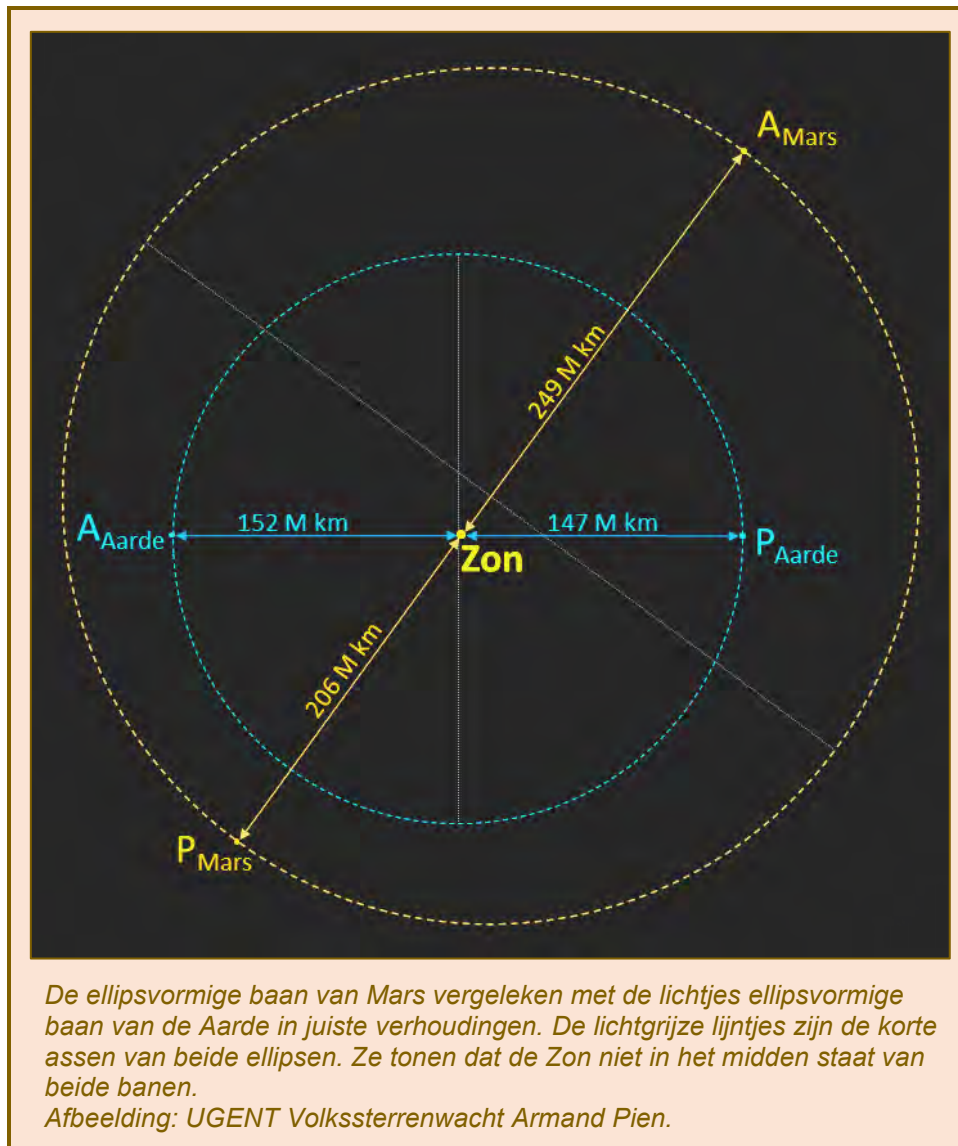 A Mars
249 M km
A Aarde
152 M km
147 M km
P Aarde
Zon
206 M km
P Mars
De ellipsvormige baan van Mars vergeleken met de lichtjes ellipsvormige
baan van de Aarde in juiste verhoudingen. De lichtgrijze lijntjes zijn de korte
assen van beide ellipsen. Ze tonen dat de Zon niet in het midden staat van
beide banen.
Afbeelding: UGENT Volkssterrenwacht Armand Pien.